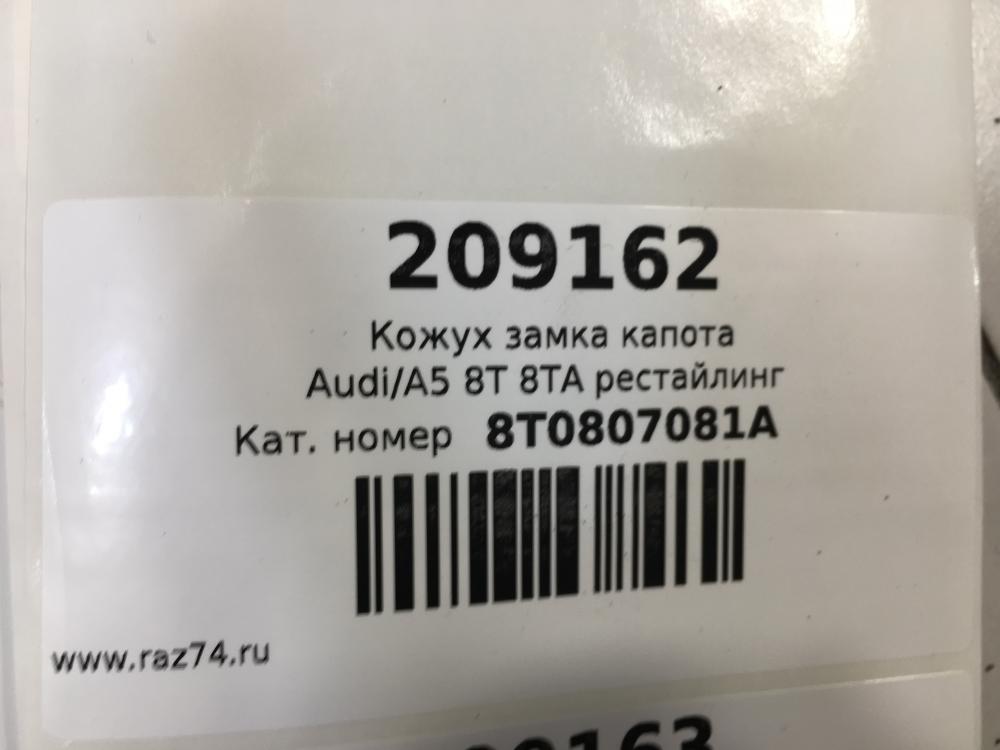 209162
Кожух замка капота
Audi/A5 8T 8TA рестайлинг
Кат. номер 8T0807081A
www.raz74.ru